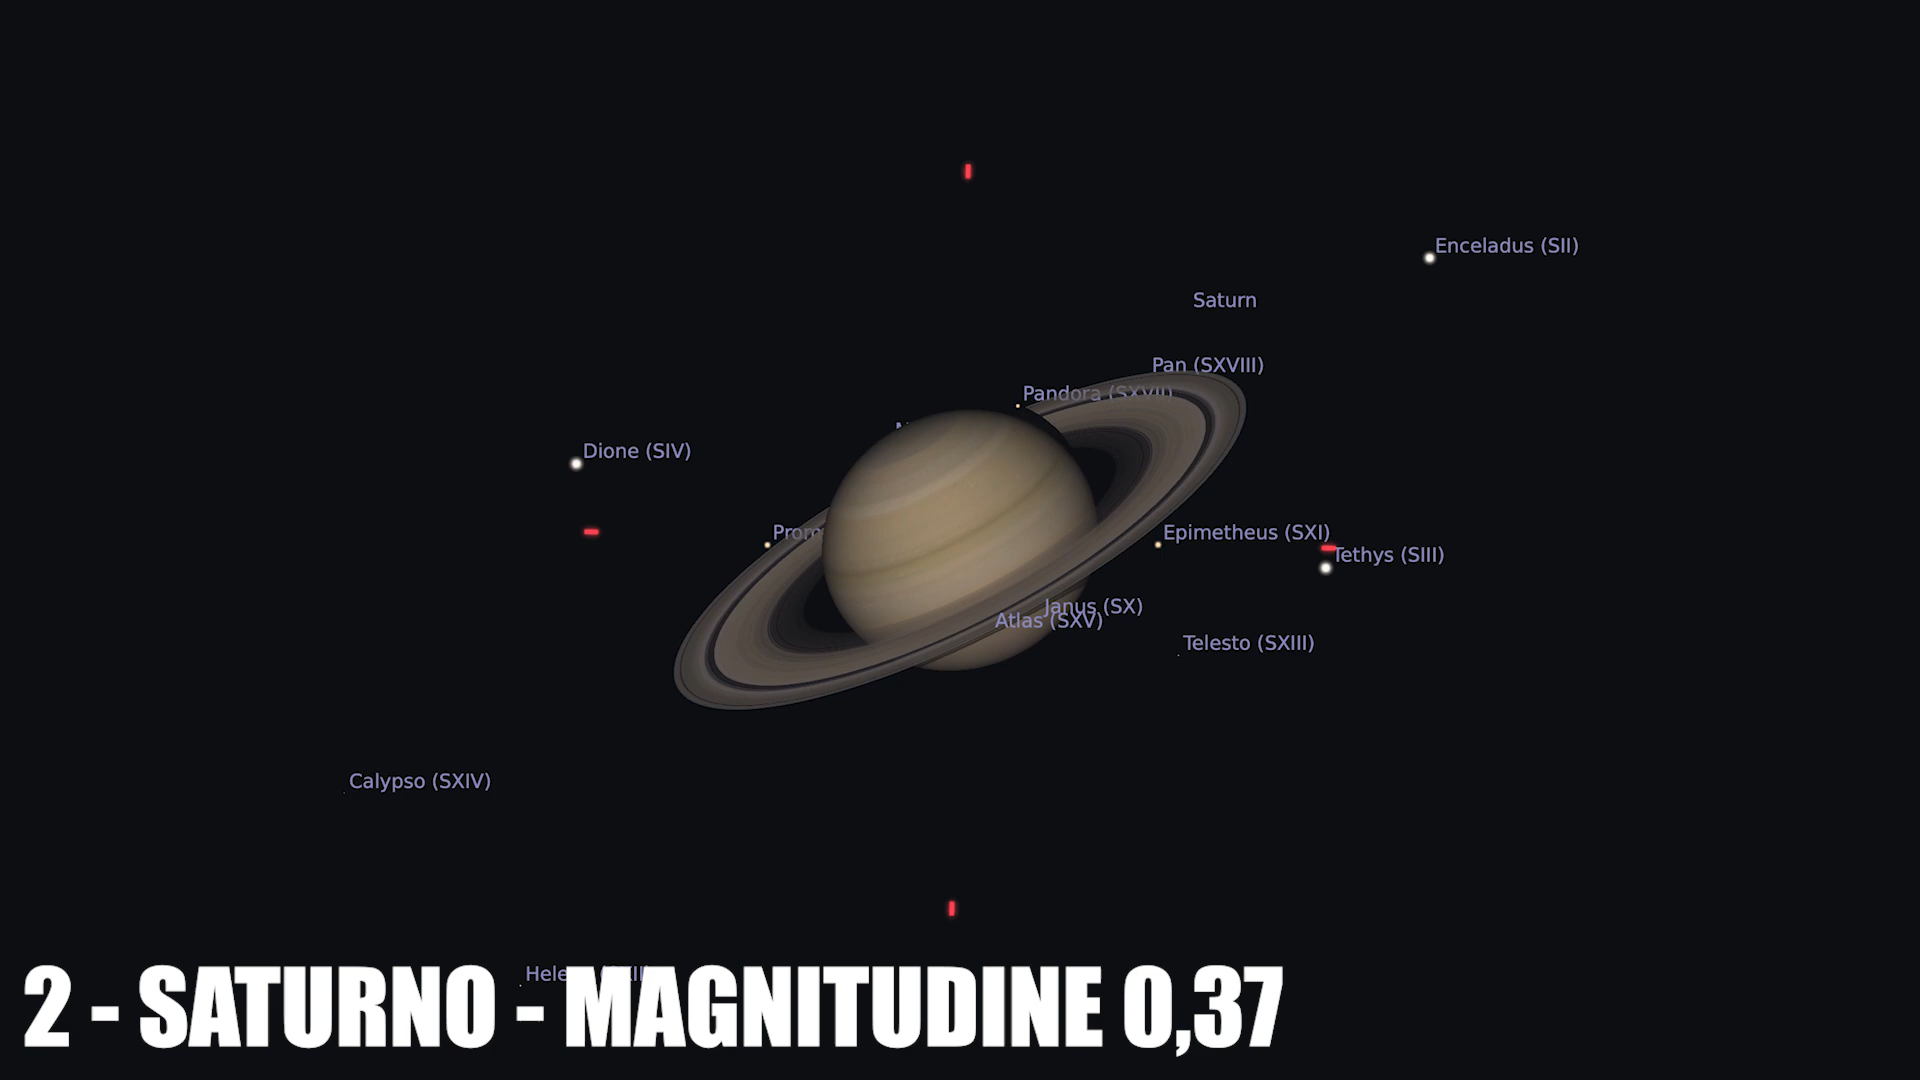 Enceladus (SII)
Saturn
Pan (SXVIII)
Pandora (SXVII)
Dione (SIV)
Epimetheus (SXI)
Tethys (SIII)
Janus (SX)
Atlas (SXV)
Telesto (SXIII)
Calypso (SXIV)
2 - SATURNO - MAGNITUDINE 0,37